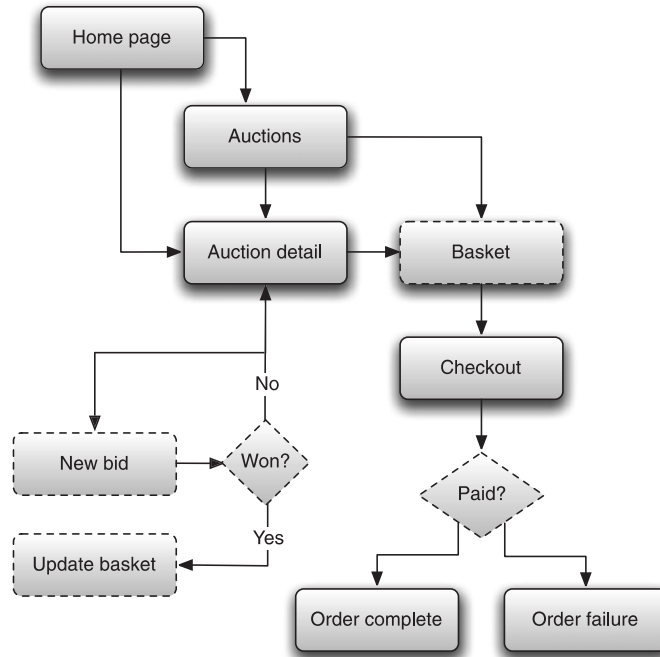 Home page
Auctions
Auction detail
Basket
Checkout
No
New bid
Won?
Paid?
Yes
Update basket
Order complete
Order failure